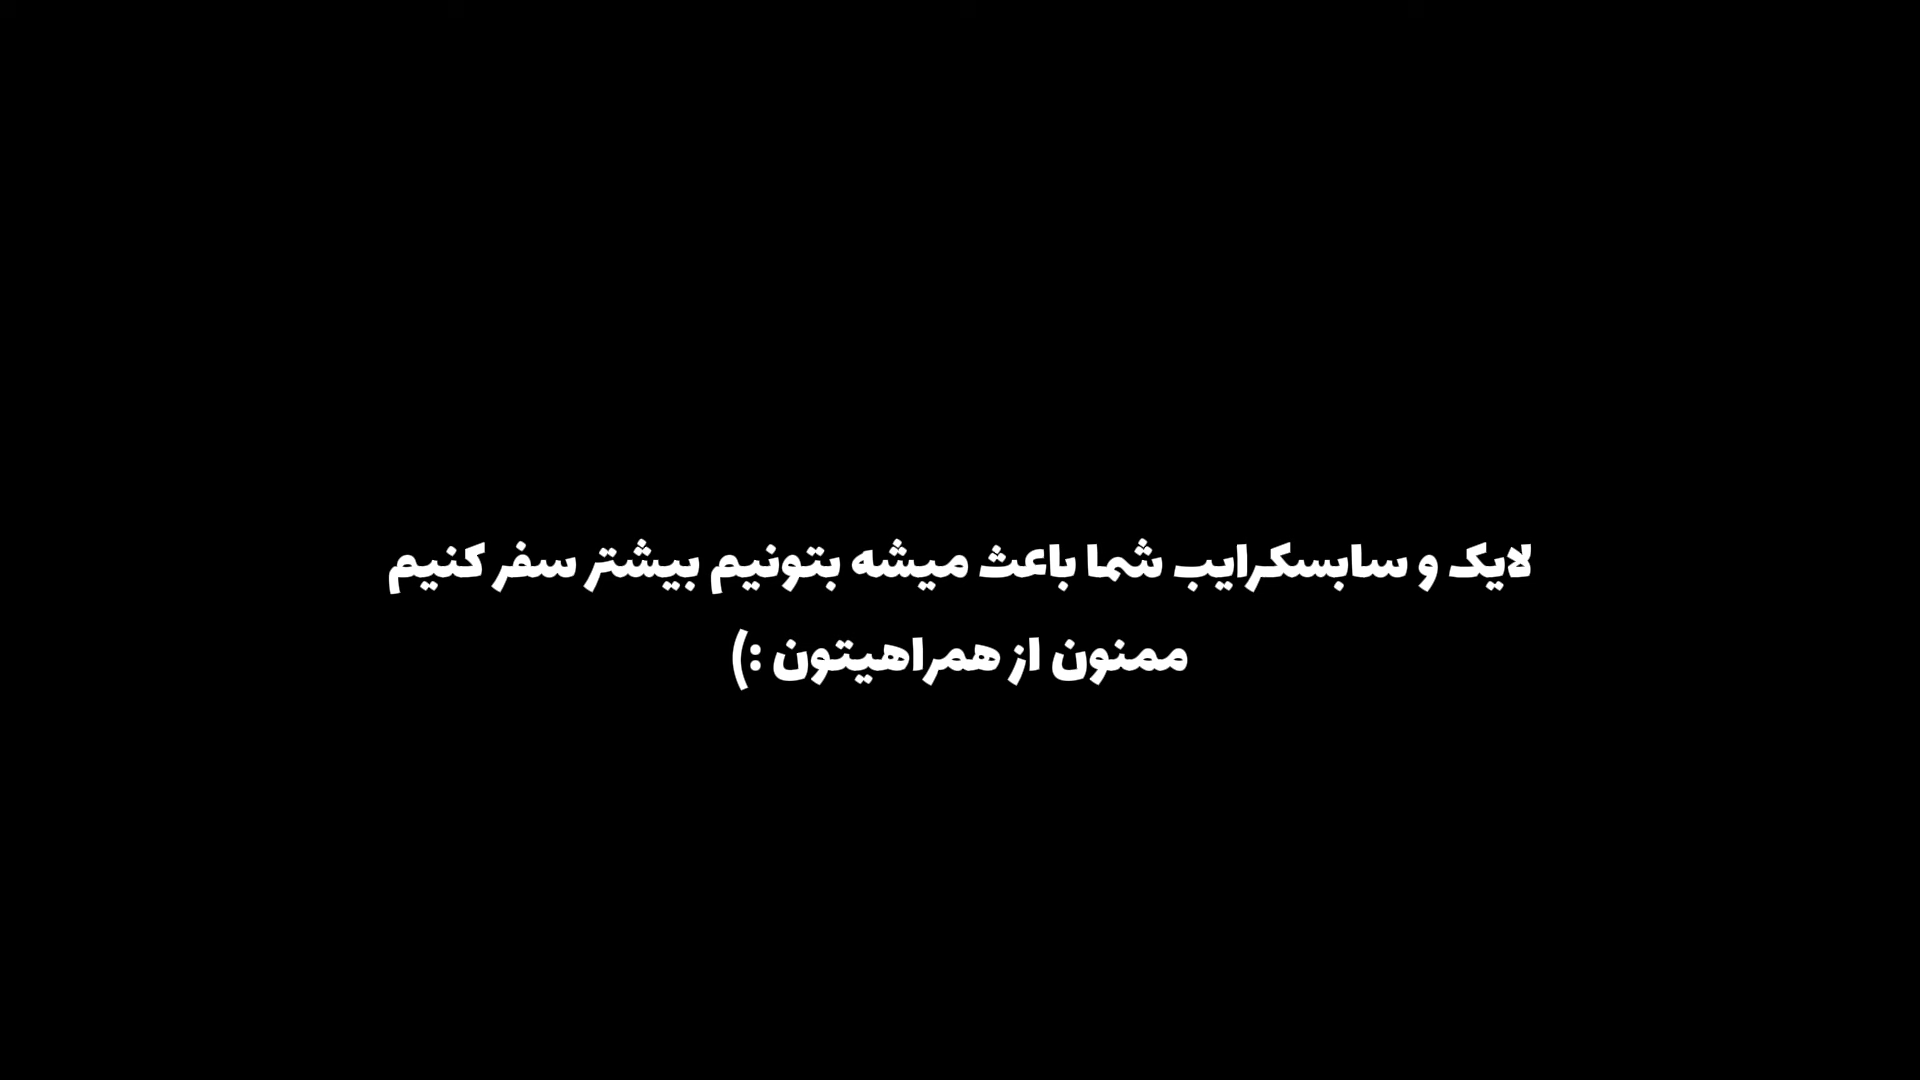 لایک و سابسکرایب شما باعث میشه بتونیم بیشتر سفر کنیم
ممنون از همراهیتون :)